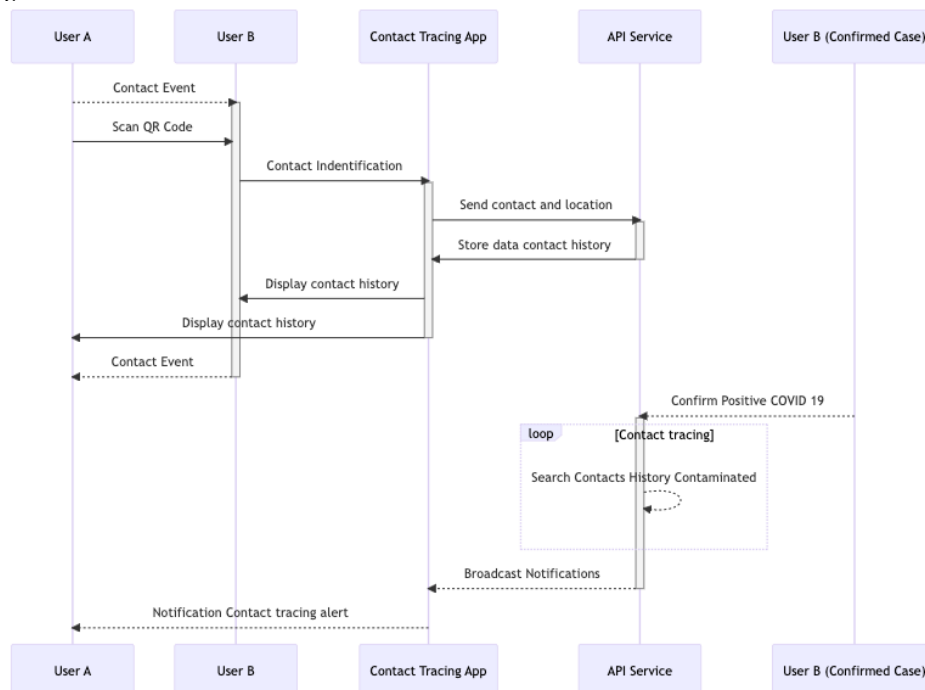 User A
User B
Contact Tracing App
API Service
User B (Confirmed Case)
Contact Event
Scan QR Code
Contact Indentification
Send contact and location
Store data contact history
Display contact history
Display contact history
Contact Event
Confirm Positive COVID 19
loop
[Contact tracing]
Search Contacts History Contaminated
Broadcast Notifications
Notification Contact tracing alert
User A
User B
Contact Tracing App
API Service
User B (Confirmed Case)